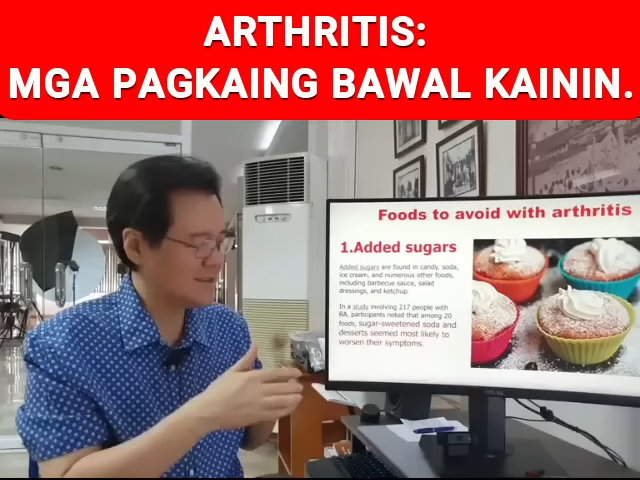 ARTHRITIS:
MGA PAGKAING BAWAL KAININ.
Foods to avoid with arthritis
1.Added sugars
Added sugars are found in candy, soda,
ice cream, and numerous other foods,
including barbecue sauce, salad
dressings, and ketchup.
In a study involving 217 people with
RA, participants noted that among 20
foods, sugar-sweetened soda and
desserts seemed most likely to
worsen their symptoms.